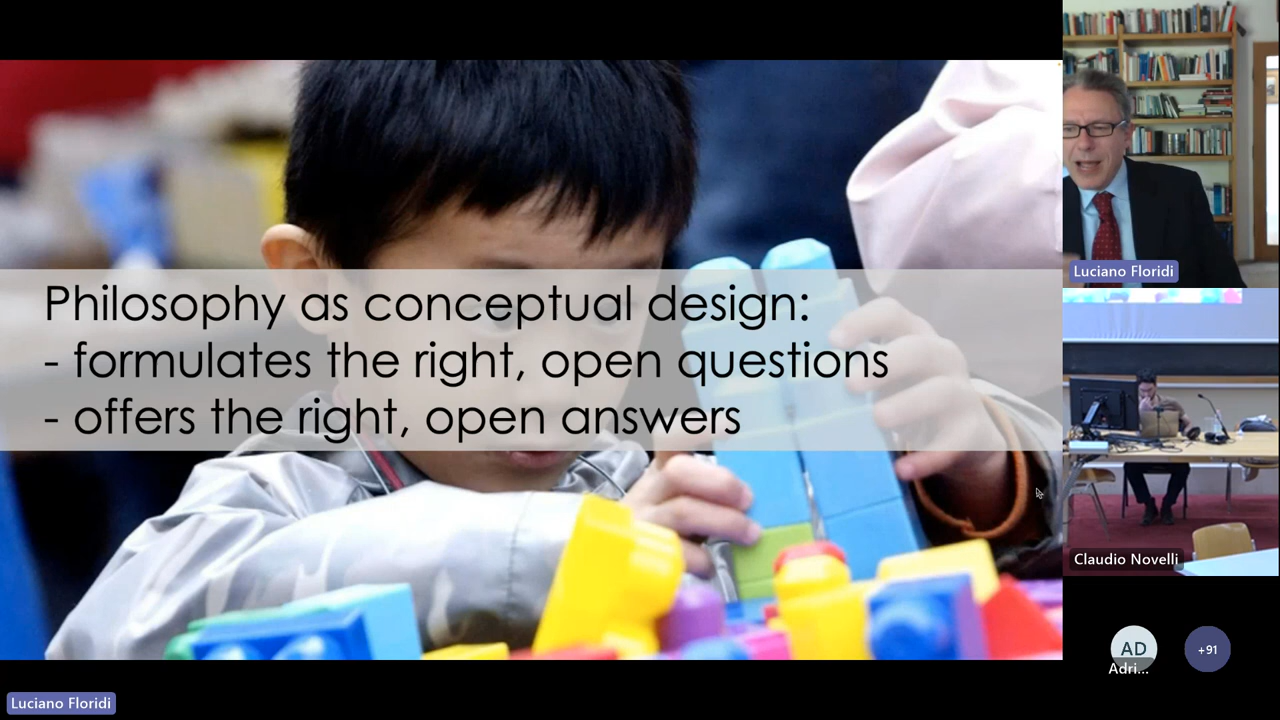 Philosophy as conceptual design:
- formulates the right, open questions
- offers the right, open answers
Luciano Floridi
Claudio Novelli
AD
Adri...
+91
Luciano Floridi